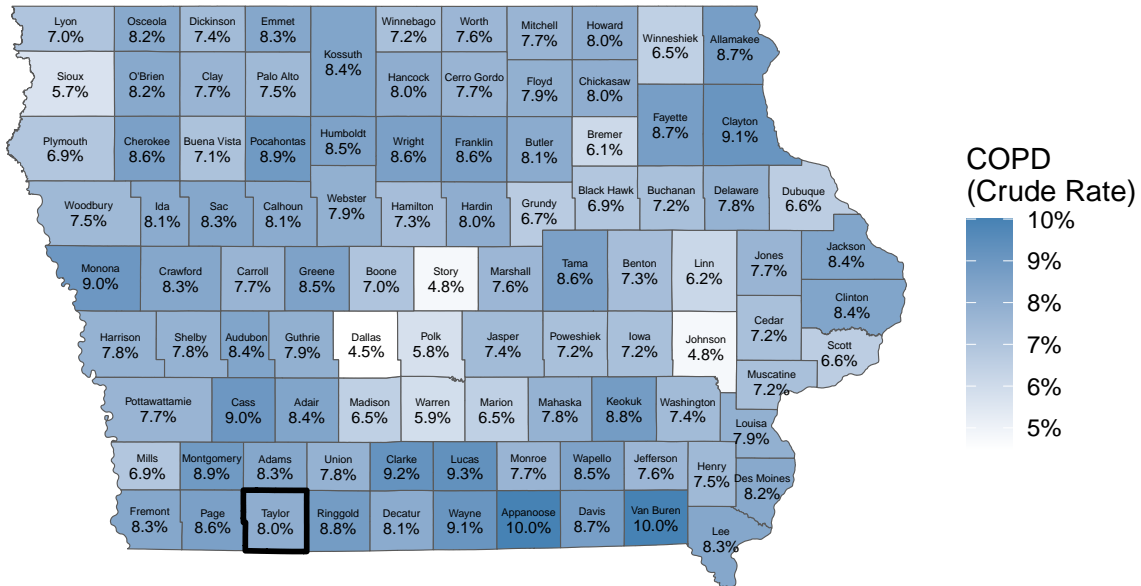 Lyon
7.0%
Osceola
8.2%
Dickinson
7.4%
Emmet
8.3%
Kossuth
8.4%
Winnebago
7.2%
Worth
7.6%
Mitchell
7.7%
Howard
8.0%
Winneshiek
6.5%
Allamakee
8.7%
Sioux
5.7%
O'Brien
8.2%
Clay
7.7%
Palo Alto
7.5%
Hancock
8.0%
Cerro Gordo
7.7%
Floyd
7.9%
Chickasaw
8.0%
Fayette
8.7%
Clayton
9.1%
Plymouth
6.9%
Cherokee
8.6%
Buena Vista
7.1%
Pocahontas
8.9%
Humboldt
8.5%
Wright
8.6%
Franklin
8.6%
Butler
8.1%
Bremer
6.1%
Woodbury
7.5%
Ida
8.1%
Sac
8.3%
Calhoun
8.1%
Webster
7.9%
Hamilton
7.3%
Hardin
8.0%
Grundy
6.7%
Black Hawk
6.9%
Buchanan
7.2%
Delaware
7.8%
Dubuque
6.6%
Monona
9.0%
Crawford
8.3%
Carroll
7.7%
Greene
8.5%
Boone
7.0%
Story
4.8%
Marshall
7.6%
Tama
8.6%
Benton
7.3%
Linn
6.2%
Jones
7.7%
Jackson
8.4%
Clinton
8.4%
Harrison
7.8%
Shelby
7.8%
Audubon
8.4%
Guthrie
7.9%
Dallas
4.5%
Polk
5.8%
Jasper
7.4%
Poweshiek
7.2%
Iowa
7.2%
Johnson
4.8%
Cedar
7.2%
Scott
6.6%
Muscatine
7.2%
Pottawattamie
7.7%
Cass
9.0%
Adair
8.4%
Madison
6.5%
Warren
5.9%
Marion
6.5%
Mahaska
7.8%
Keokuk
8.8%
Washington
7.4%
Louisa
7.9%
Mills
6.9%
Montgomery
8.9%
Adams
8.3%
Union
7.8%
Clarke
9.2%
Lucas
9.3%
Monroe
7.7%
Wapello
8.5%
Jefferson
7.6%
Henry
7.5%
Des Moines
8.2%
Fremont
8.3%
Page
8.6%
Taylor
8.0%
Ringgold
8.8%
Decatur
8.1%
Wayne
9.1%
Appanoose
10.0%
Davis
8.7%
Van Buren
10.0%
Lee
8.3%
COPD
(Crude Rate)
10%
9%
8%
7%
6%
5%